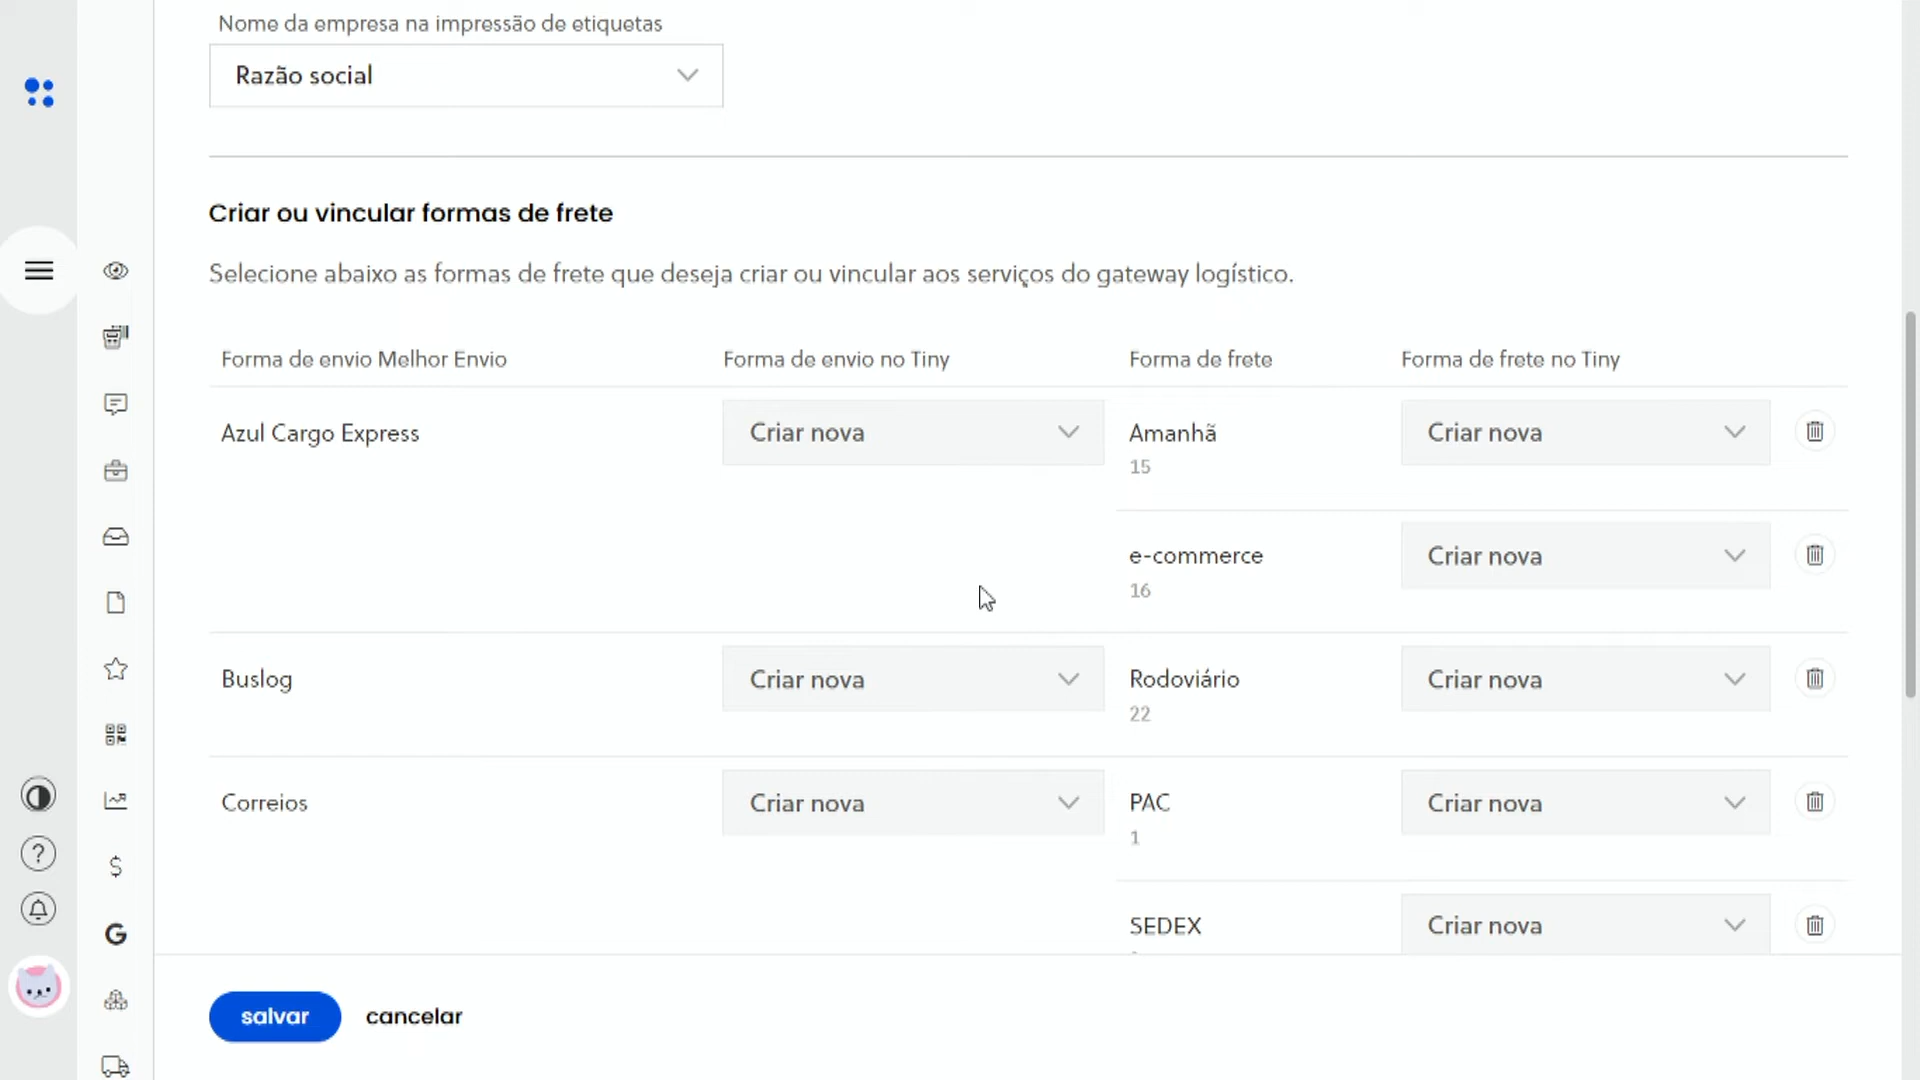 Nome da empresa na impressão de etiquetas
Razão social
Criar ou vincular formas de frete
Selecione abaixo as formas de frete que deseja criar ou vincular aos serviços do gateway logístico.
Forma de envio Melhor Envio Forma de envio no Tiny Forma de frete Forma de frete no Tiny
Azul Cargo Express Criar nova Amanhã Criar nova
15
e-commerce Criar nova
16
Buslog Criar nova Rodoviário Criar nova
22
Correios Criar nova PAC Criar nova
1
SEDEX Criar nova
salvar cancelar